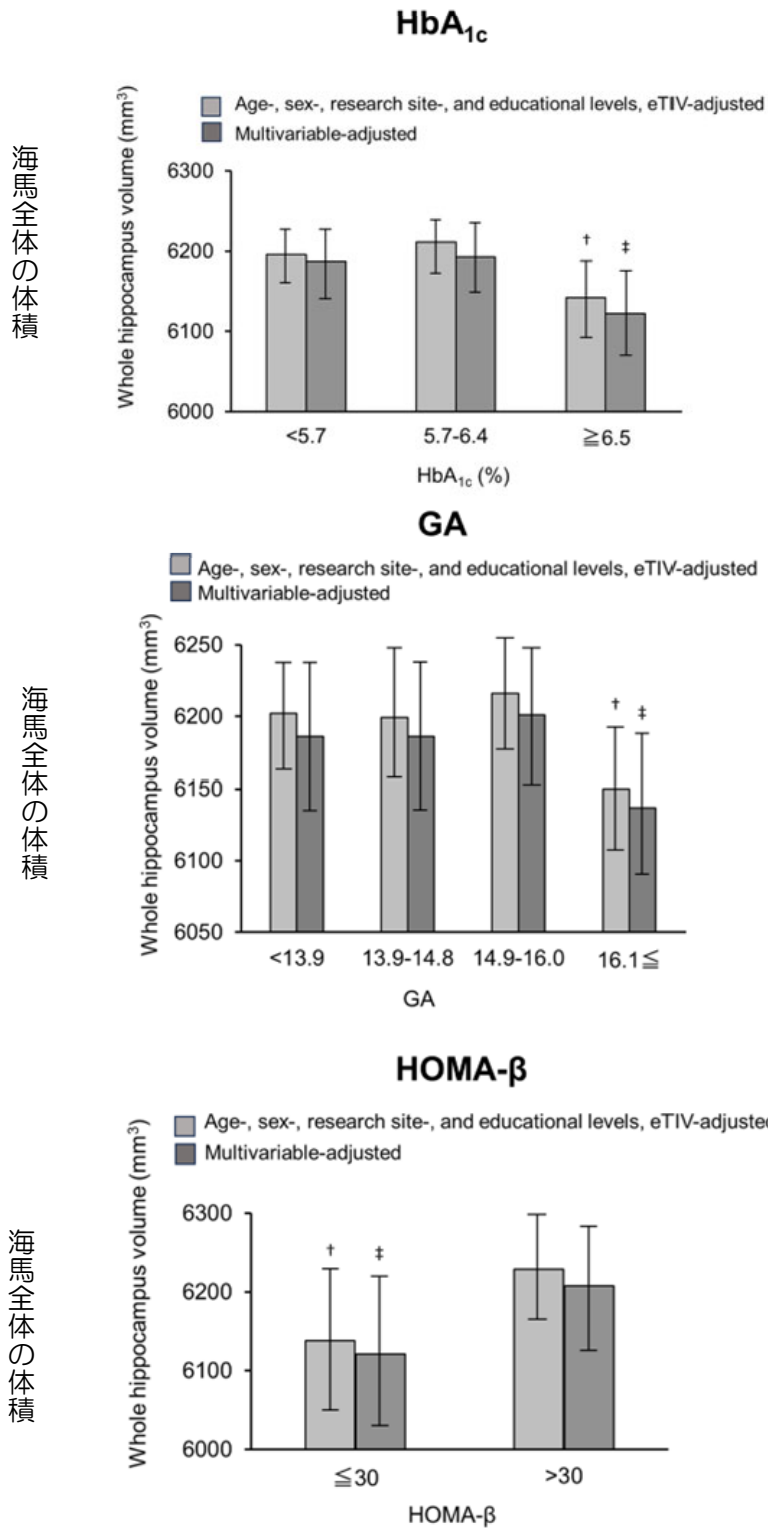 HbA1c
海馬全体の体積
Whole hippocampus volume (mm³)
Age-, sex-, research site-, and educational levels, eTIV-adjusted
Multivariable-adjusted
6300
6200
6100
6000
† ‡
<5.7 5.7-6.4 ≧6.5
HbA1c (%)
GA
海馬全体の体積
Whole hippocampus volume (mm³)
Age-, sex-, research site-, and educational levels, eTIV-adjusted
Multivariable-adjusted
6250
6200
6150
6100
6050
† ‡
<13.9 13.9-14.8 14.9-16.0 16.1≦
GA
HOMA-β
海馬全体の体積
Whole hippocampus volume (mm³)
Age-, sex-, research site-, and educational levels, eTIV-adjusted
Multivariable-adjusted
6300
6200
6100
6000
† ‡
≦30 >30
HOMA-β